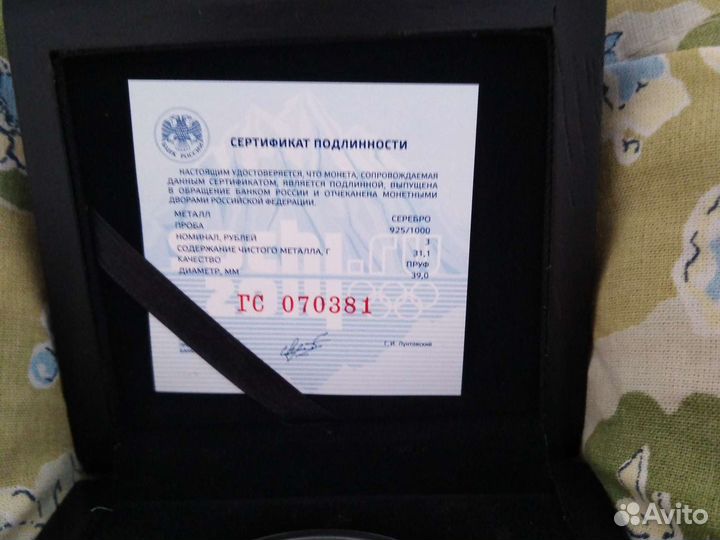 БАНК РОССИИ
СЕРТИФИКАТ ПОДЛИННОСТИ
НАСТОЯЩИМ УДОСТОВЕРЯЕТСЯ, ЧТО МОНЕТА, СОПРОВОЖДАЕМАЯ
ДАННЫМ СЕРТИФИКАТОМ, ЯВЛЯЕТСЯ ПОДЛИННОЙ, ВЫПУЩЕНА
В ОБРАЩЕНИЕ БАНКОМ РОССИИ И ОТЧЕКАНЕНА МОНЕТНЫМИ
ДВОРАМИ РОССИЙСКОЙ ФЕДЕРАЦИИ.
МЕТАЛЛ СЕРЕБРО
ПРОБА 925/1000
НОМИНАЛ, РУБЛЕЙ 3
СОДЕРЖАНИЕ ЧИСТОГО МЕТАЛЛА, Г 31,1
КАЧЕСТВО ПРУФ
ДИАМЕТР, ММ 39,0
sochi.ru
2014
ГС 070381
Г.И. Лунтовский
Avito